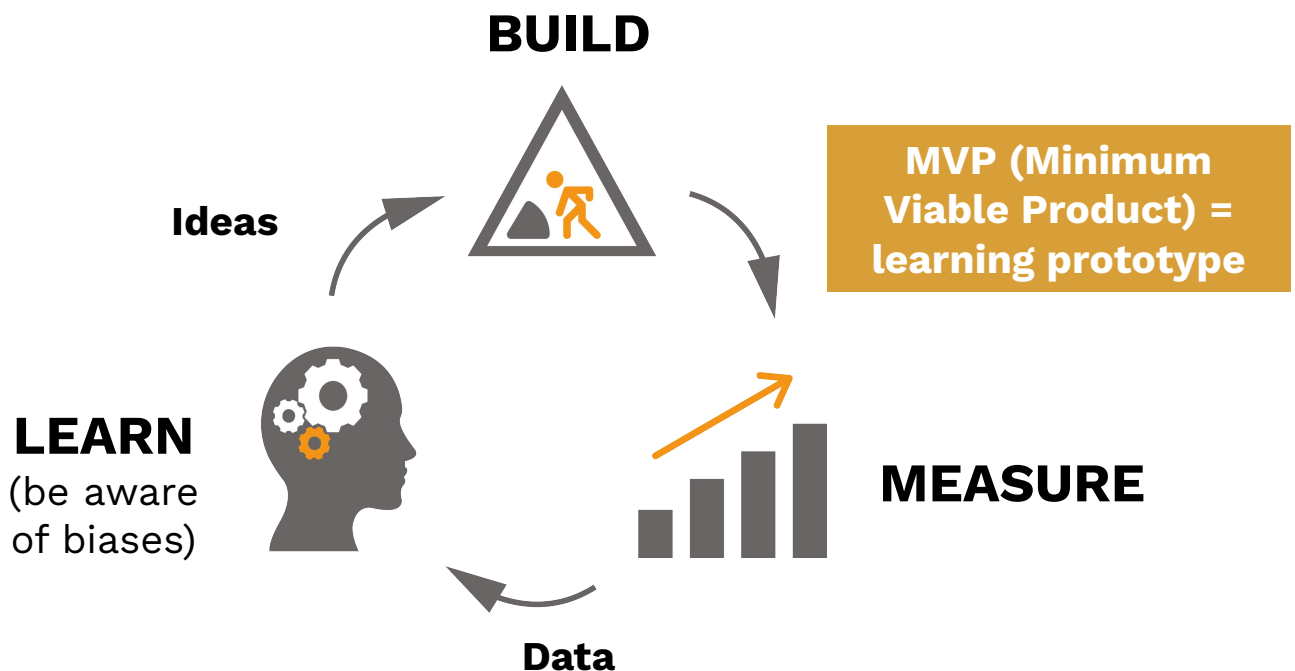 BUILD
MVP (Minimum
Viable Product) =
learning prototype
Ideas
LEARN
(be aware
of biases)
MEASURE
Data